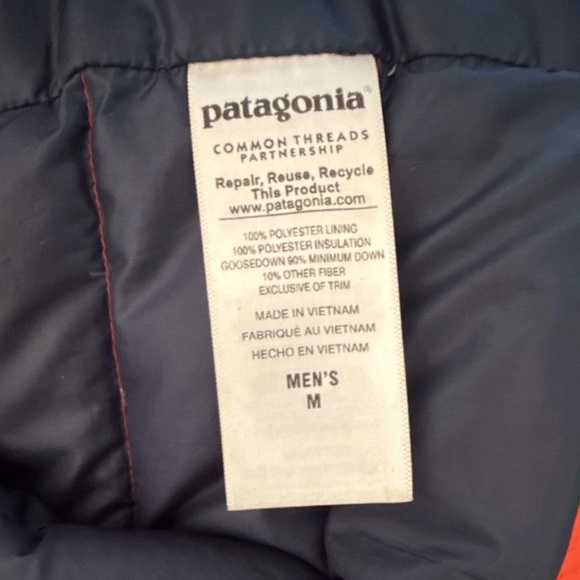 patagonia®
COMMON THREADS
PARTNERSHIP
Repair, Reuse, Recycle
This Product
www.patagonia.com
100% POLYESTER LINING
100% POLYESTER INSULATION
GOOSEDOWN 90% MINIMUM DOWN
10% OTHER FIBER
EXCLUSIVE OF TRIM
MADE IN VIETNAM
FABRIQUÉ AU VIETNAM
HECHO EN VIETNAM
MEN'S
M